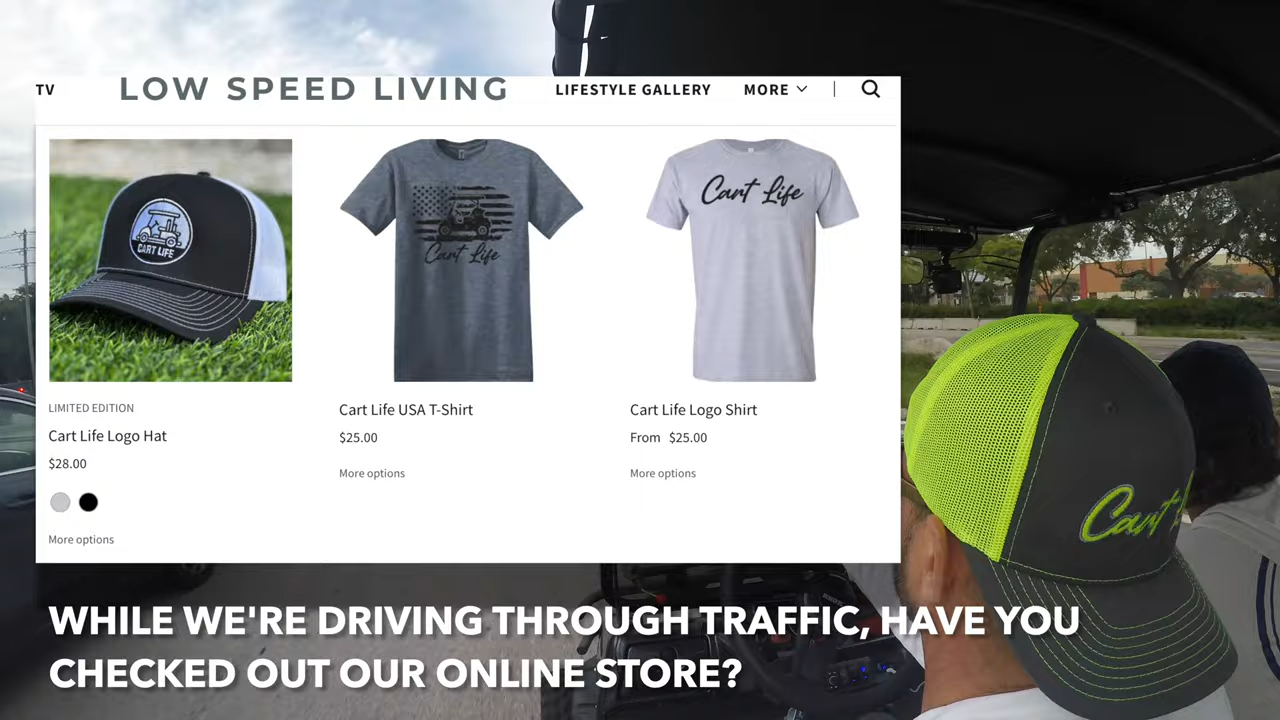 TV
LOW SPEED LIVING
LIFESTYLE GALLERY
MORE
CART LIFE
Cart Life
Cart Life
LIMITED EDITION
Cart Life Logo Hat
$28.00
More options
Cart Life USA T-Shirt
$25.00
More options
Cart Life Logo Shirt
From $25.00
More options
Cart L
WHILE WE'RE DRIVING THROUGH TRAFFIC, HAVE YOU
CHECKED OUT OUR ONLINE STORE?